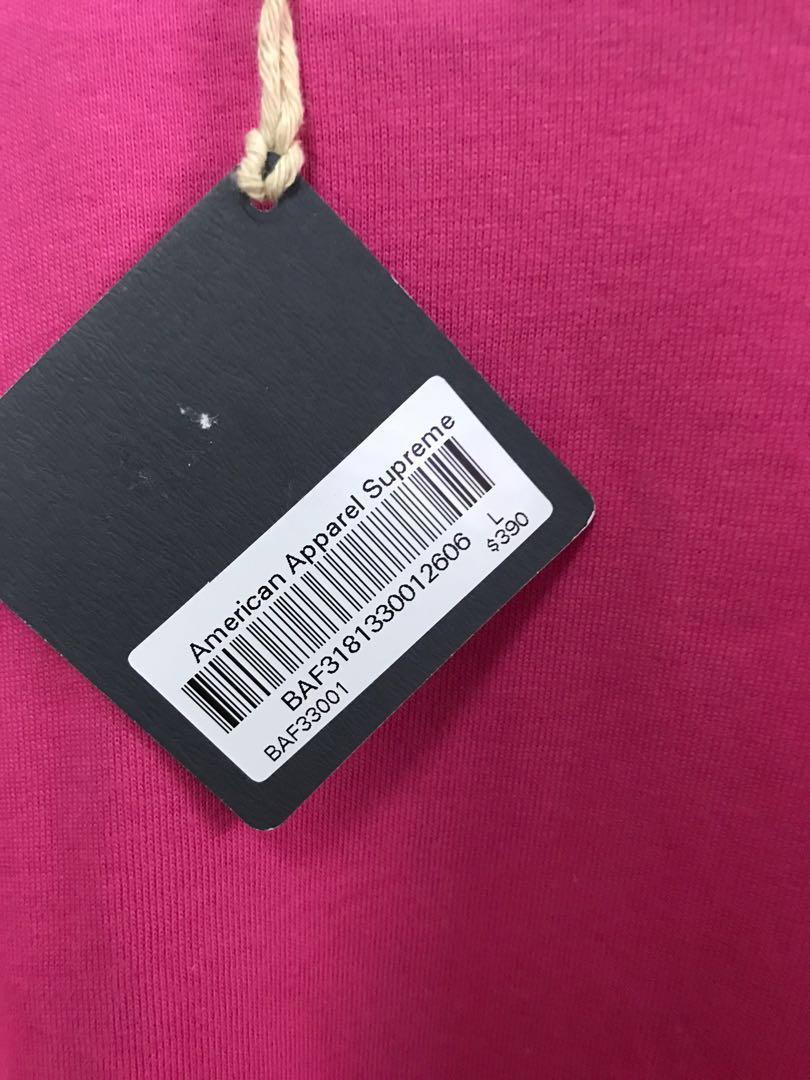 American Apparel Supreme
BAF3181330012606
BAF33001
L
$390